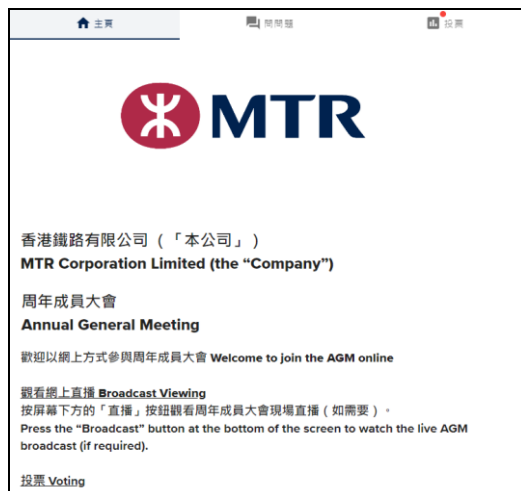 主頁
問問題
投票
MTR
香港鐵路有限公司（「本公司」）
MTR Corporation Limited (the “Company”)
周年成員大會
Annual General Meeting
歡迎以網上方式參與周年成員大會 Welcome to join the AGM online
觀看網上直播 Broadcast Viewing
按屏幕下方的「直播」按鈕觀看周年成員大會現場直播（如需要）。
Press the “Broadcast” button at the bottom of the screen to watch the live AGM
broadcast (if required).
投票 Voting